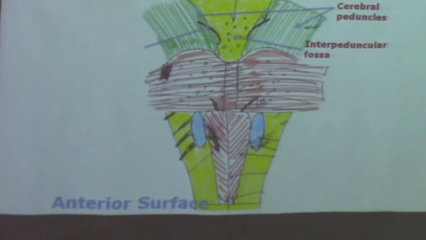 Cerebral
peduncles
Interpeduncular
fossa
Anterior Surface